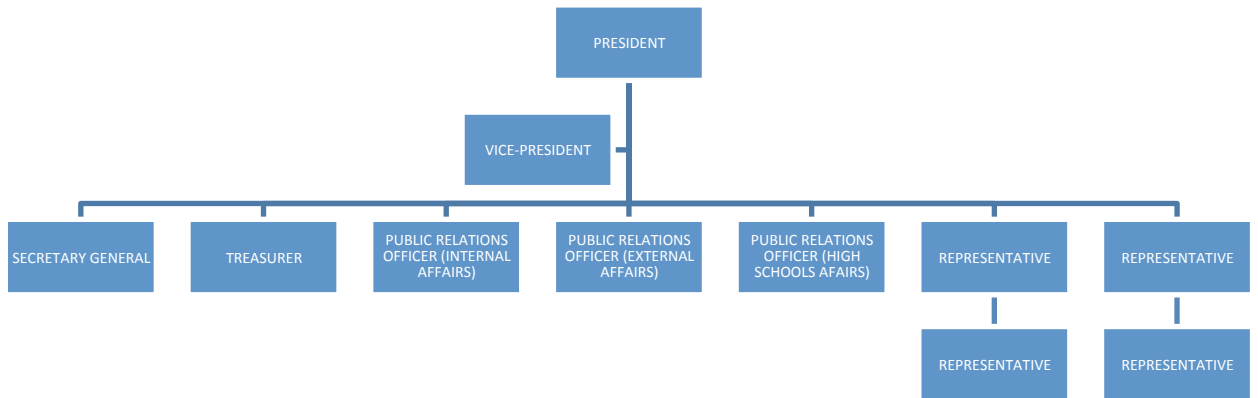 PRESIDENT
VICE-PRESIDENT
SECRETARY GENERAL
TREASURER
PUBLIC RELATIONS
OFFICER (INTERNAL
AFFAIRS)
PUBLIC RELATIONS
OFFICER (EXTERNAL
AFFAIRS)
PUBLIC RELATIONS
OFFICER (HIGH
SCHOOLS AFAIRS)
REPRESENTATIVE
REPRESENTATIVE
REPRESENTATIVE
REPRESENTATIVE